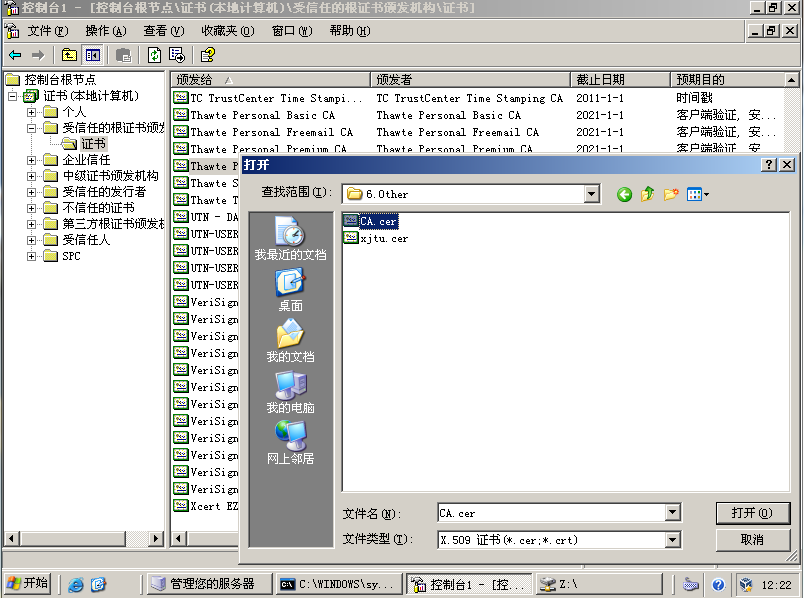 控制台1 - [控制台根节点\证书(本地计算机)\受信任的根证书颁发机构\证书]
文件(F) 操作(A) 查看(V) 收藏夹(O) 窗口(W) 帮助(H)
控制台根节点
证书(本地计算机)
个人
受信任的根证书颁发
证书
企业信任
中级证书颁发机构
受信任的发行者
不信任的证书
第三方根证书颁发机
受信任人
SPC
颁发给 颁发者 截止日期 预期目的
TC TrustCenter Time Stampi... TC TrustCenter Time Stamping CA 2011-1-1 时间戳
Thawte Personal Basic CA Thawte Personal Basic CA 2021-1-1 客户端验证, 安...
Thawte Personal Freemail CA Thawte Personal Freemail CA 2021-1-1 客户端验证, 安...
Thawte Personal Premium CA Thawte Personal Premium CA 2021-1-1 客户端验证, 安...
Thawte P
Thawte S
Thawte T
UTN - DA
UTN-USER
UTN-USER
UTN-USER
UTN-USER
VeriSign
VeriSign
VeriSign
VeriSign
VeriSign
VeriSign
VeriSign
VeriSign
VeriSign
VeriSign
VeriSign
VeriSign
Xcert EZ
打开
查找范围(I): 6.Other
我最近的文档
桌面
我的文档
我的电脑
网上邻居
CA.cer
xjtu.cer
文件名(N): CA.cer 打开(O)
文件类型(T): X.509 证书(*.cer;*.crt) 取消
开始 管理您的服务器 C:\WINDOWS\sy... 控制台1 - [控... Z:\ 12:22